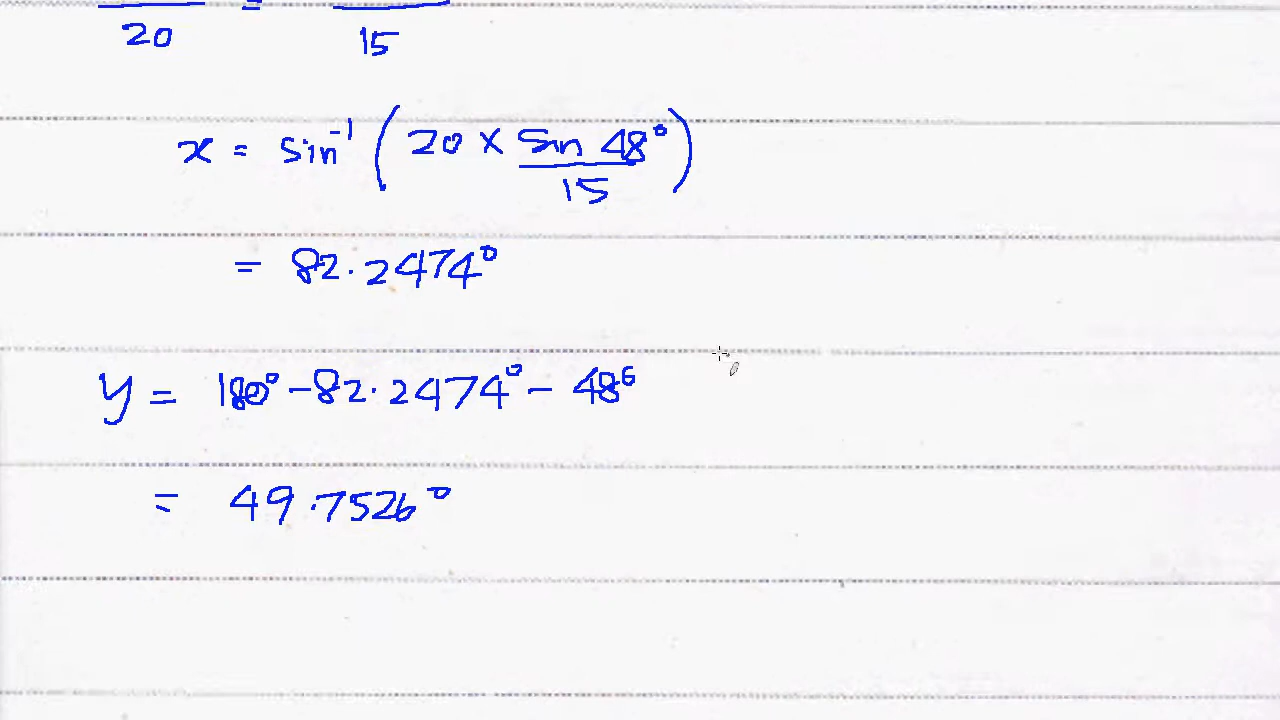 20 15
x = sin⁻¹ ( 20 × sin 48° / 15 )
= 82.2474°
y = 180° - 82.2474° - 48°
= 49.7526°